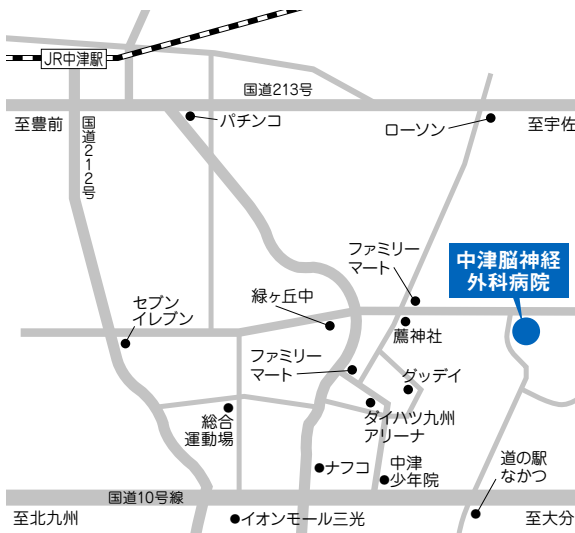 JR中津駅
国道213号
至豊前
国道212号
パチンコ
ローソン
至宇佐
ファミリー
マート
中津脳神経
外科病院
セブン
イレブン
緑ヶ丘中
薦神社
ファミリー
マート
グッデイ
総合
運動場
ダイハツ九州
アリーナ
ナフコ
中津
少年院
道の駅
なかつ
国道10号線
至北九州
イオンモール三光
至大分